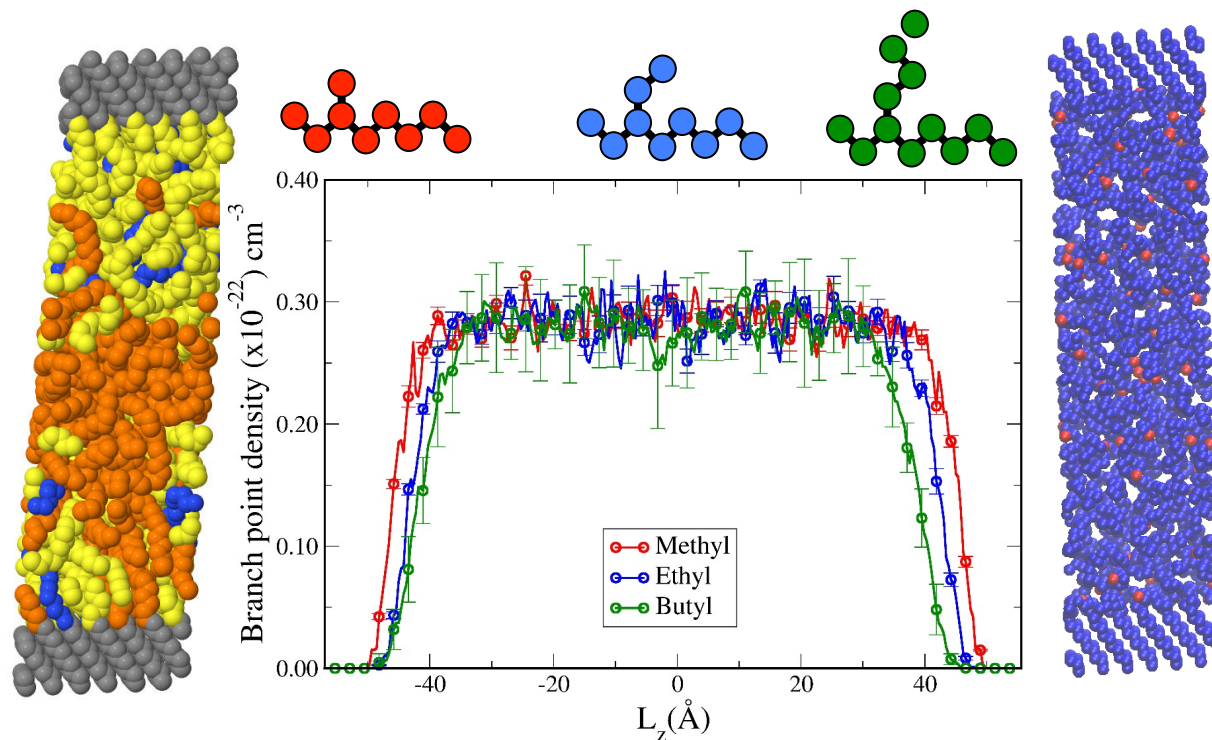 0.40
0.30
0.20
0.10
0.00
Branch point density (x10⁻²²) cm⁻³
Methyl
Ethyl
Butyl
-40 -20 0 20 40
L_z(Å)